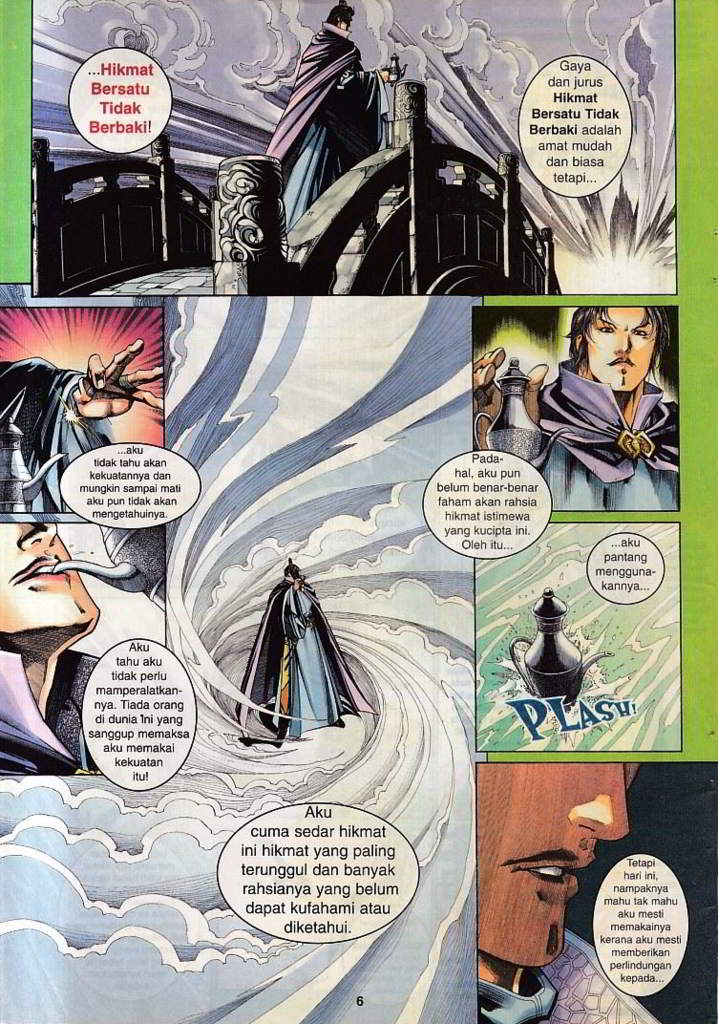 ...Hikmat
Bersatu
Tidak
Berbaki!
Gaya
dan jurus
Hikmat
Bersatu Tidak
Berbaki adalah
amat mudah
dan biasa
tetapi...
Pada-
hal, aku pun
belum benar-benar
faham akan rahsia
hikmat istimewa
yang kucipta ini.
Oleh itu...
...aku
tidak tahu akan
kekuatannya dan
mungkin sampai mati
aku pun tidak akan
mengetahuinya.
...aku
pantang
mengguna-
kannya...
PLASH!
Aku
tahu aku
tidak perlu
mamperalatkan-
nya. Tiada orang
di dunia 'ni yang
sanggup memaksa
aku memakai
kekuatan
itu!
Aku
cuma sedar hikmat
ini hikmat yang paling
terunggul dan banyak
rahsianya yang belum
dapat kufahami atau
diketahui.
Tetapi
hari ini,
nampaknya
mahu tak mahu
aku mesti
memakainya
kerana aku mesti
memberikan
perlindungan
kepada...
6